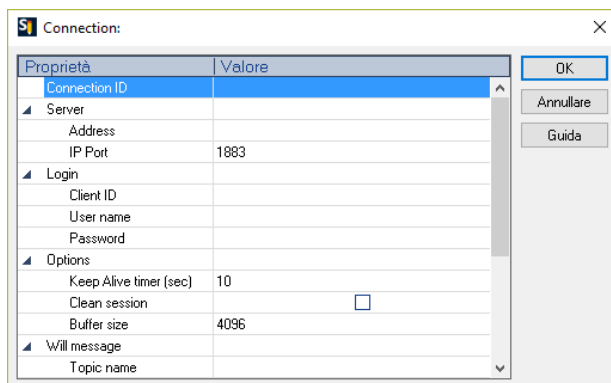 Connection:
Proprietà Valore OK
Connection ID
Annullare
Server
Address
Guida
IP Port 1883
Login
Client ID
User name
Password
Options
Keep Alive timer (sec) 10
Clean session
Buffer size 4096
Will message
Topic name